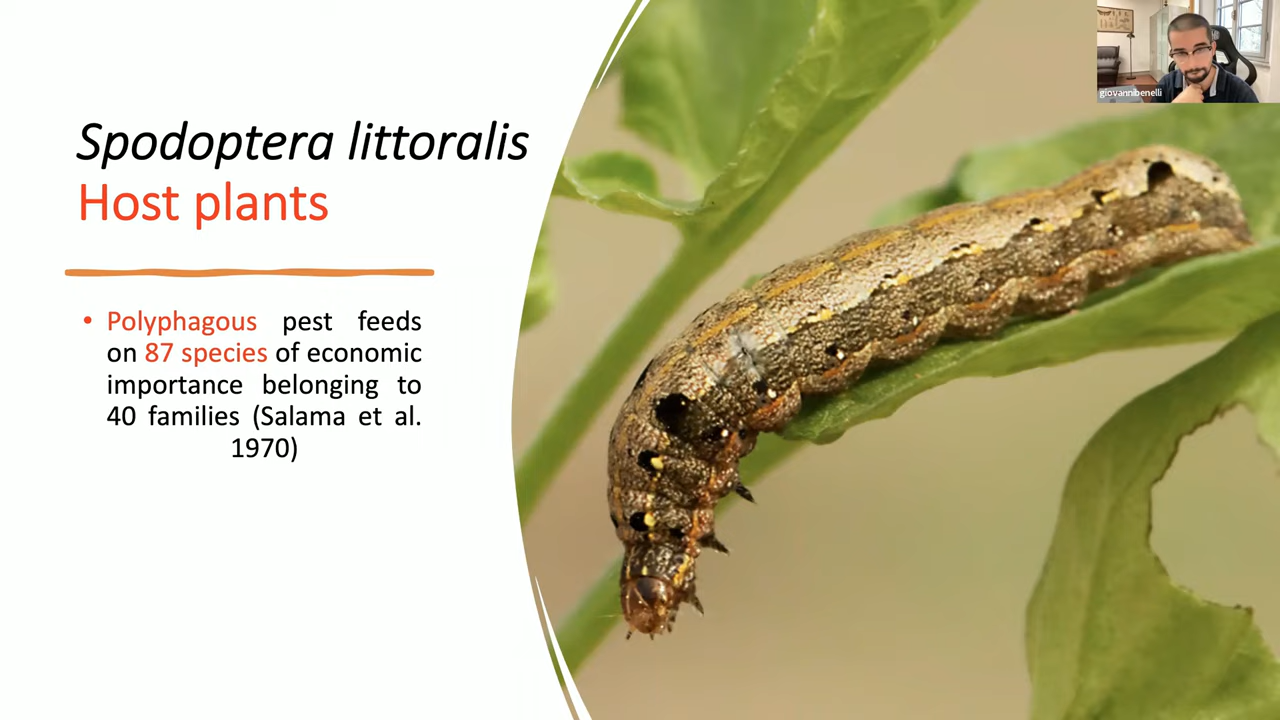 giovannibenelli
Spodoptera littoralis
Host plants
• Polyphagous pest feeds
on 87 species of economic
importance belonging to
40 families (Salama et al.
1970)